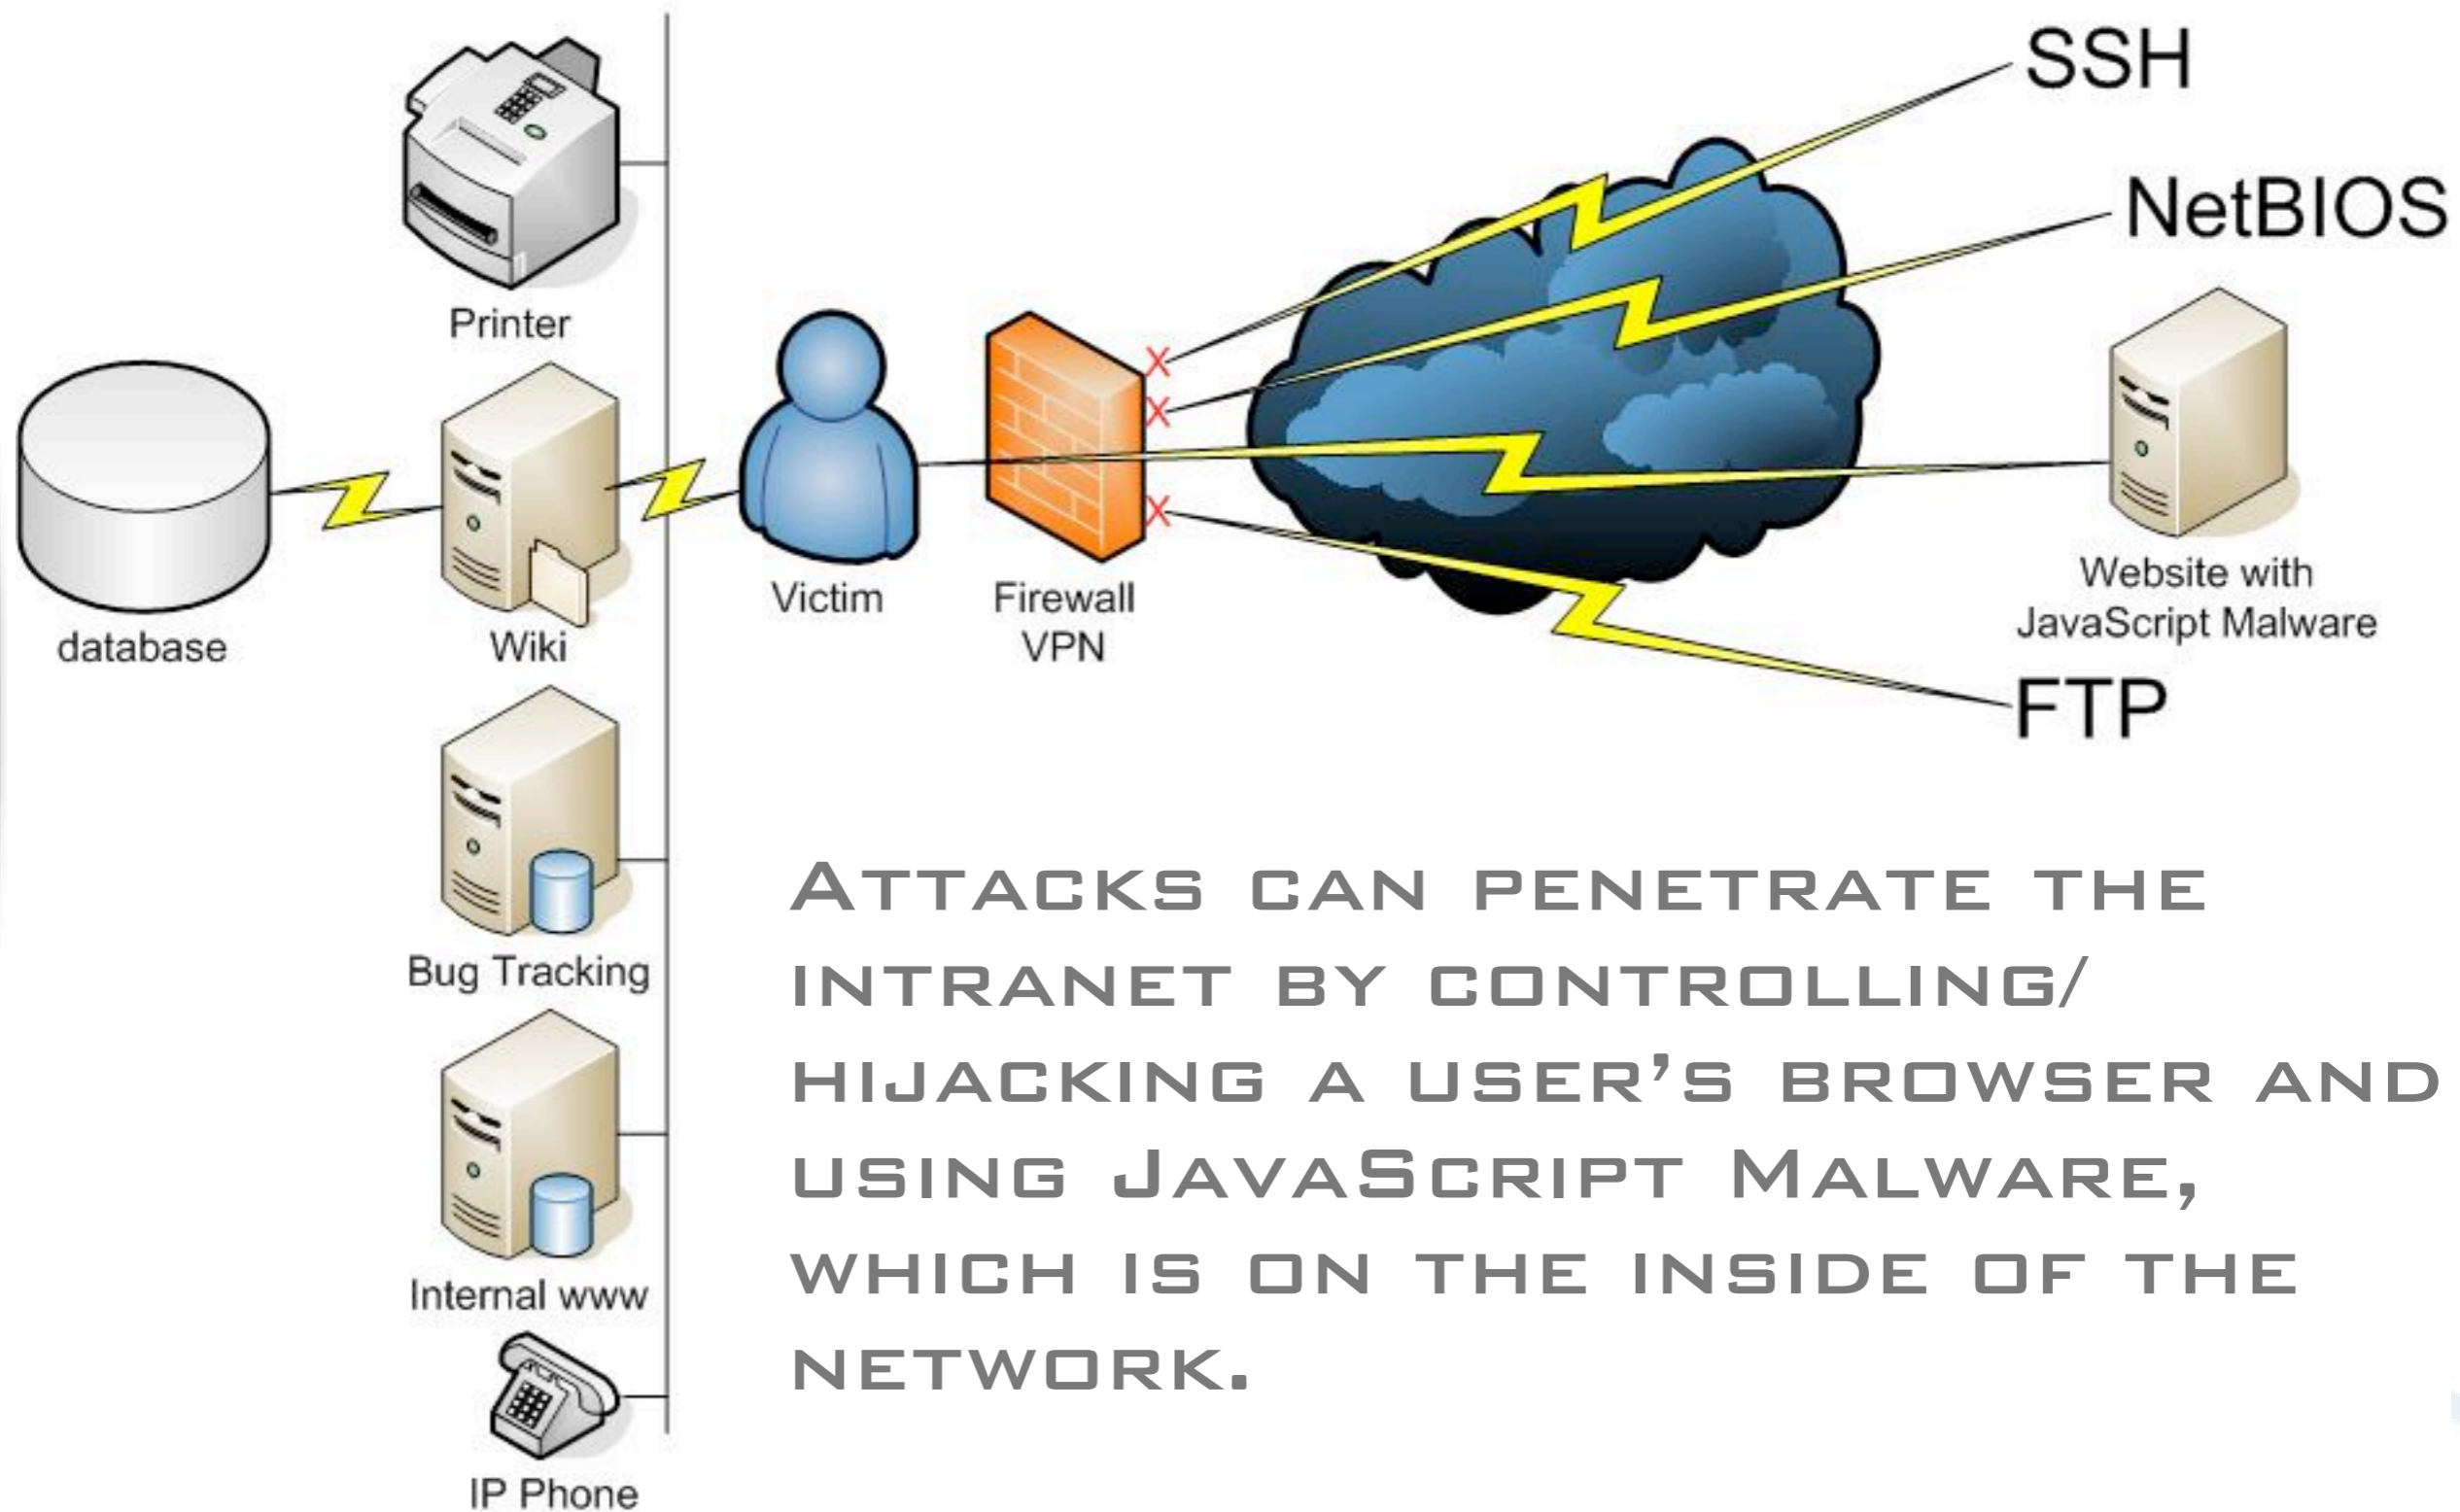 SSH
NetBIOS
Printer
Website with
JavaScript Malware
Victim
Firewall
VPN
database
Wiki
FTP
Bug Tracking
Internal www
IP Phone
Attacks can penetrate the
intranet by controlling/
hijacking a user’s browser and
using JavaScript Malware,
which is on the inside of the
network.